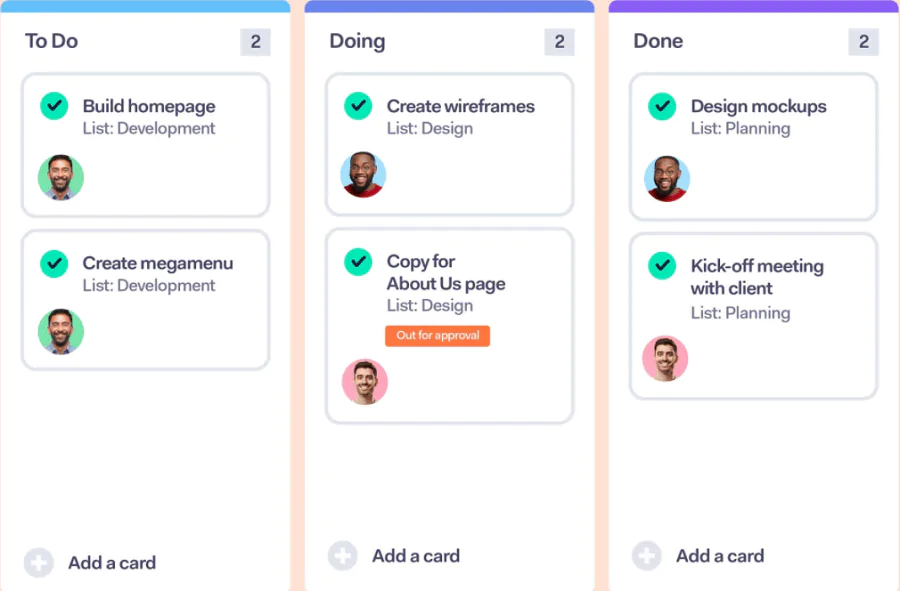 To Do
2
Build homepage
List: Development
Create megamenu
List: Development
Add a card
Doing
2
Create wireframes
List: Design
Copy for
About Us page
List: Design
Out for approval
Add a card
Done
2
Design mockups
List: Planning
Kick-off meeting
with client
List: Planning
Add a card